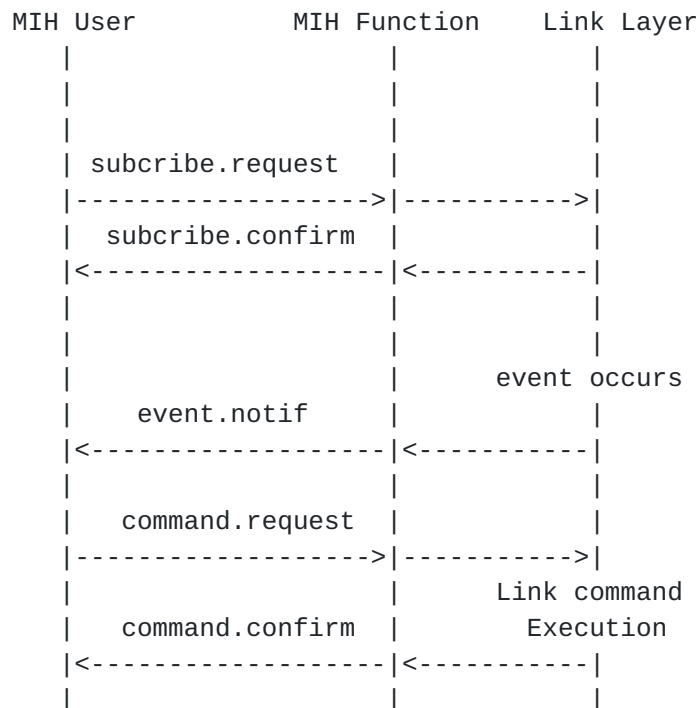 MIH User MIH Function Link Layer
subcribe.request
subcribe.confirm
event occurs
event.notif
command.request
Link command
command.confirm Execution